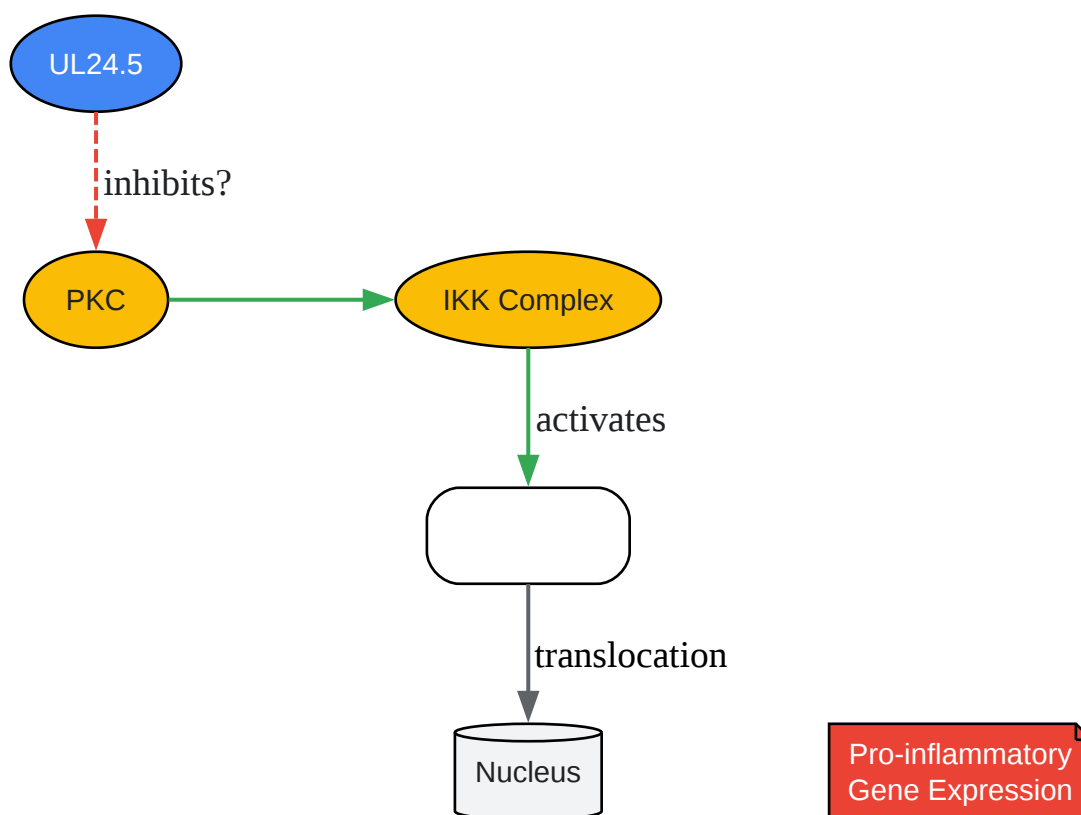 UL24.5
inhibits?
PKC
IKK Complex
activates
translocation
Nucleus
Pro-inflammatory
Gene Expression